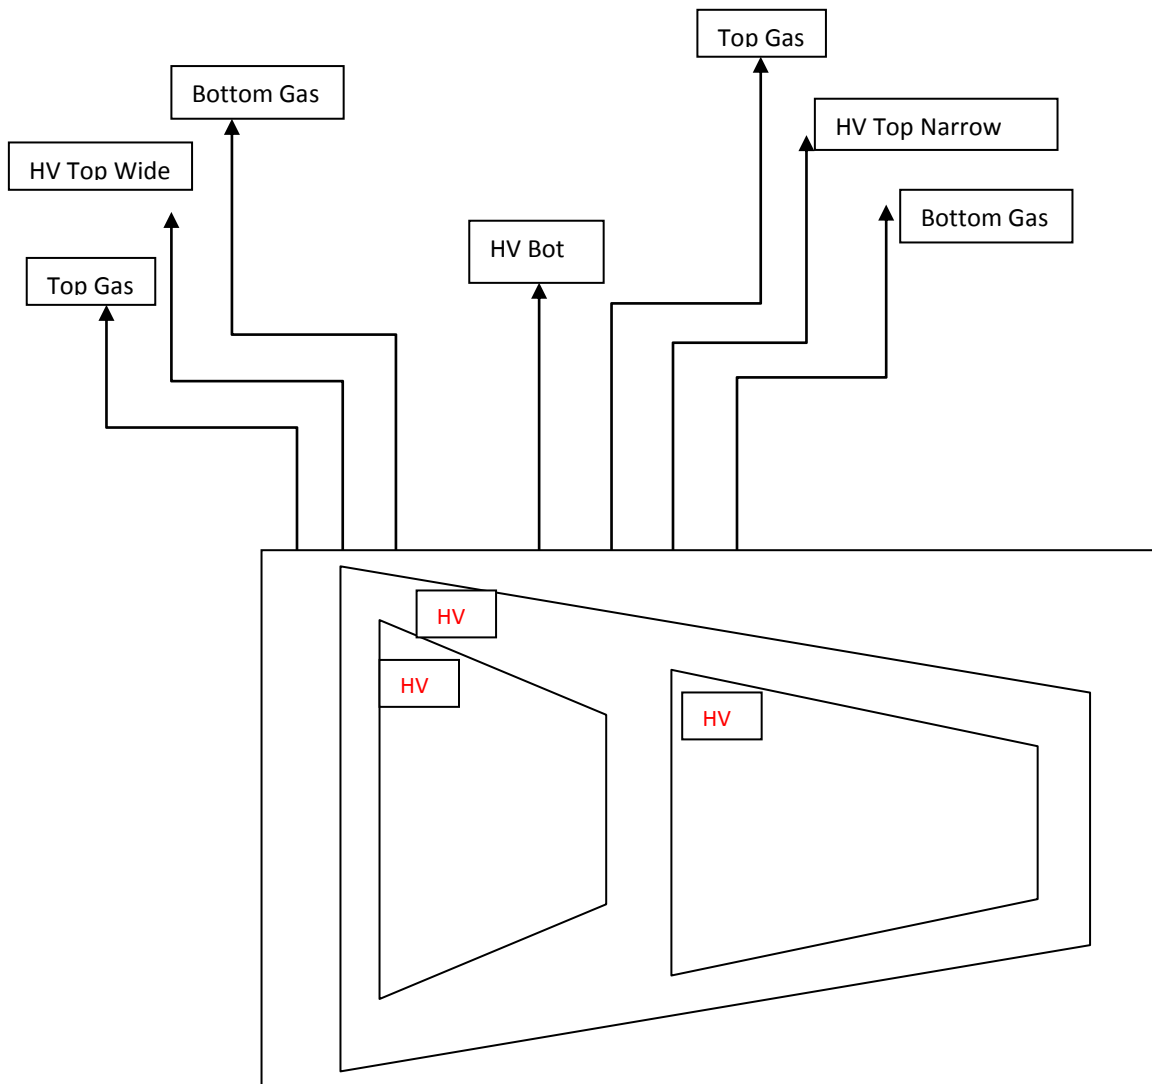 Top Gas
Bottom Gas
HV Top Narrow
HV Top Wide
Bottom Gas
HV Bot
Top Gas
HV
HV
HV